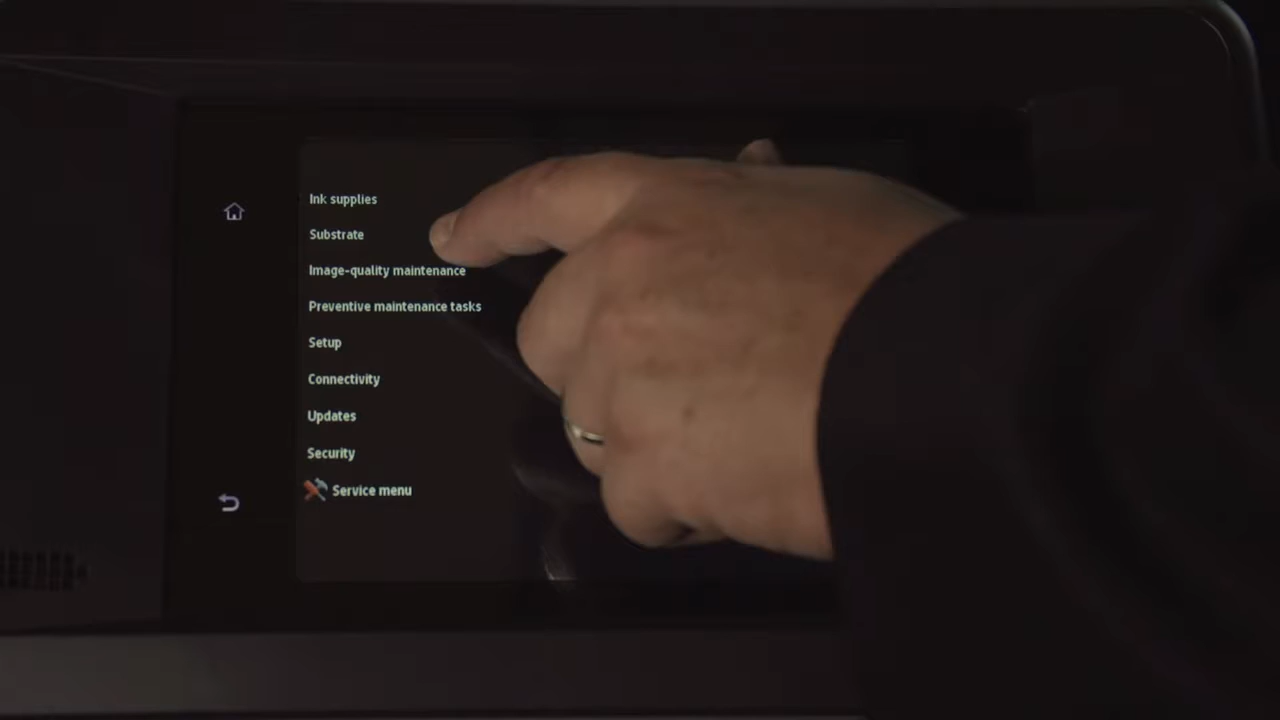 Ink supplies
Substrate
Image-quality maintenance
Preventive maintenance tasks
Setup
Connectivity
Updates
Security
Service menu